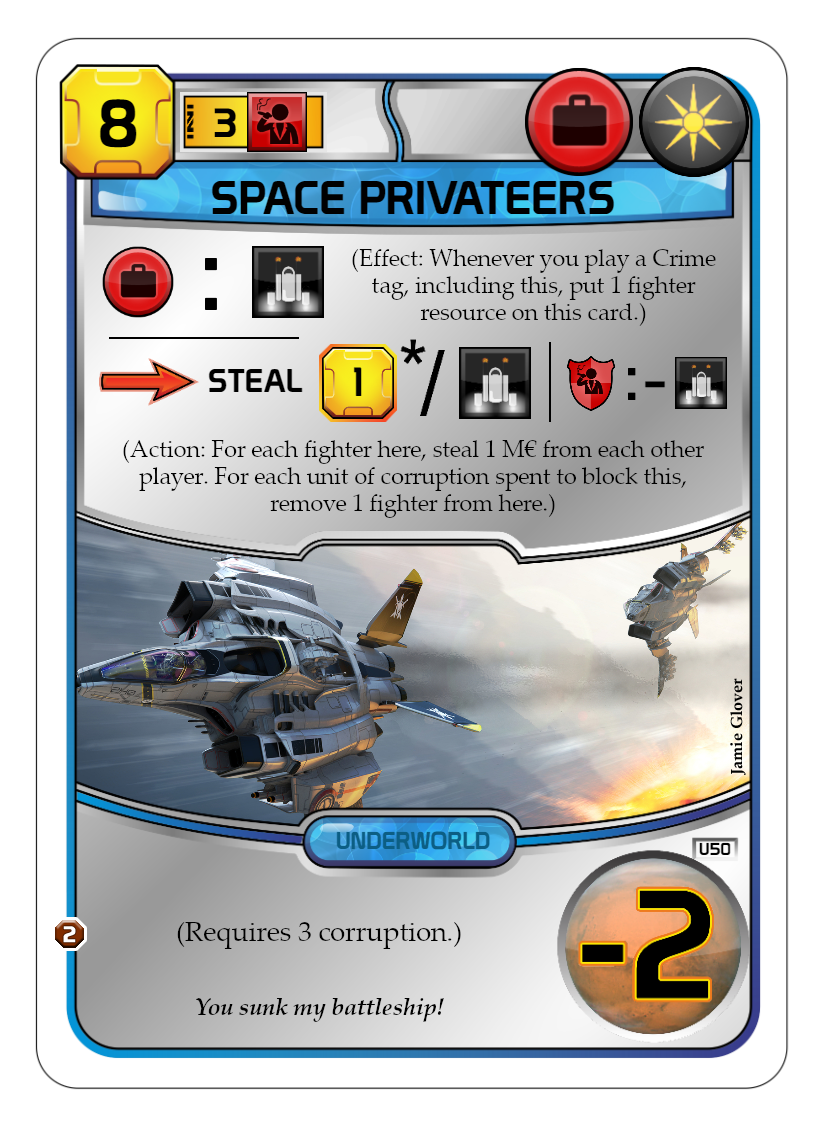 8
3
SPACE PRIVATEERS
:
(Effect: Whenever you play a Crime
tag, including this, put 1 fighter
resource on this card.)
STEAL 1 */ : -
(Action: For each fighter here, steal 1 M€ from each other
player. For each unit of corruption spent to block this,
remove 1 fighter from here.)
Jamie Glover
UNDERWORLD
U50
-2
2
(Requires 3 corruption.)
You sunk my battleship!